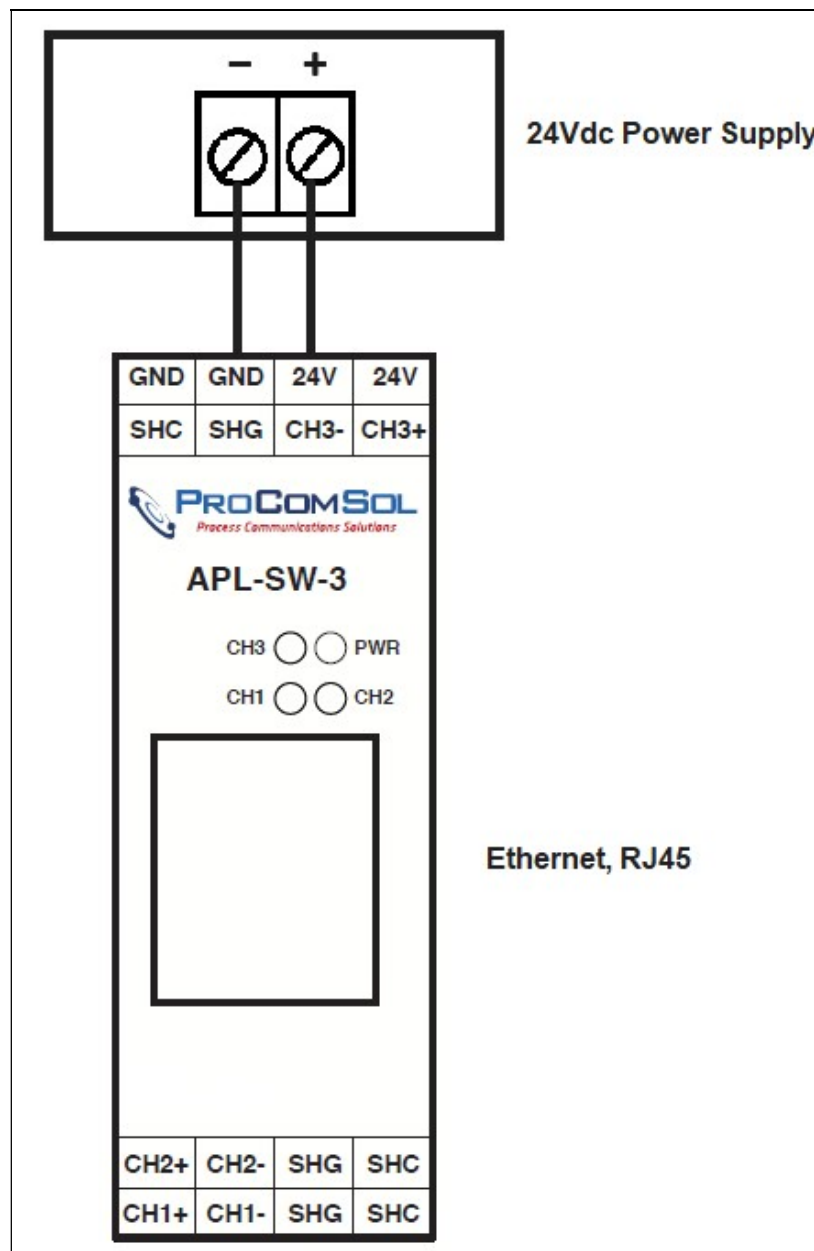 − +
24Vdc Power Supply
GND GND 24V 24V
SHC SHG CH3- CH3+
PROCOMSOL
Process Communications Solutions
APL-SW-3
CH3 PWR
CH1 CH2
Ethernet, RJ45
CH2+ CH2- SHG SHC
CH1+ CH1- SHG SHC